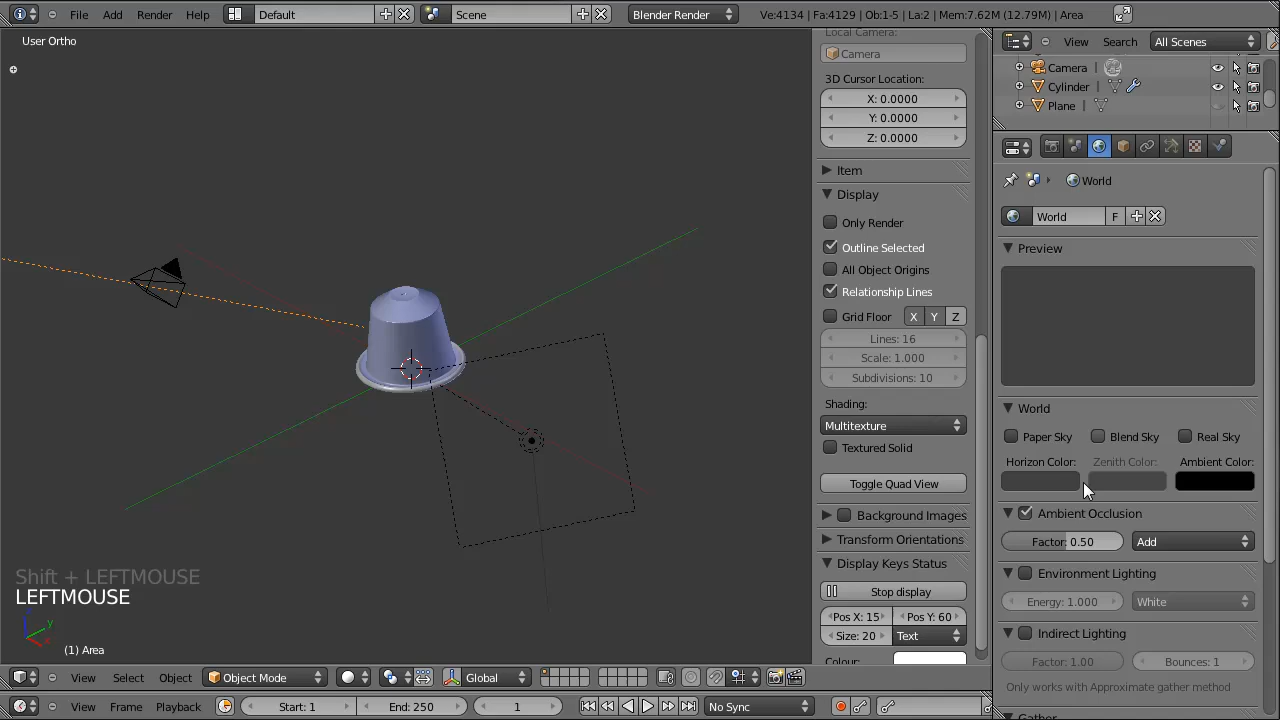 File Add Render Help Default Scene Blender Render Ve:4134 | Fa:4129 | Ob:1-5 | La:2 | Mem:7.62M (12.79M) | Area
User Ortho
Shift + LEFTMOUSE
LEFTMOUSE
z
y
x
(1) Area
Local Camera:
Camera
3D Cursor Location:
X: 0.0000
Y: 0.0000
Z: 0.0000
Item
Display
Only Render
Outline Selected
All Object Origins
Relationship Lines
Grid Floor X Y Z
Lines: 16
Scale: 1.000
Subdivisions: 10
Shading:
Multitexture
Textured Solid
Toggle Quad View
Background Images
Transform Orientations
Display Keys Status
Stop display
Pos X: 15 Pos Y: 60
Size: 20 Text
Colour:
View Search All Scenes
Camera
Cylinder
Plane
World
World F
Preview
World
Paper Sky Blend Sky Real Sky
Horizon Color: Zenith Color: Ambient Color:
Ambient Occlusion
Factor: 0.50 Add
Environment Lighting
Energy: 1.000 White
Indirect Lighting
Factor: 1.00 Bounces: 1
Only works with Approximate gather method
Gather
View Select Object Object Mode Global
View Frame Playback Start: 1 End: 250 1 No Sync